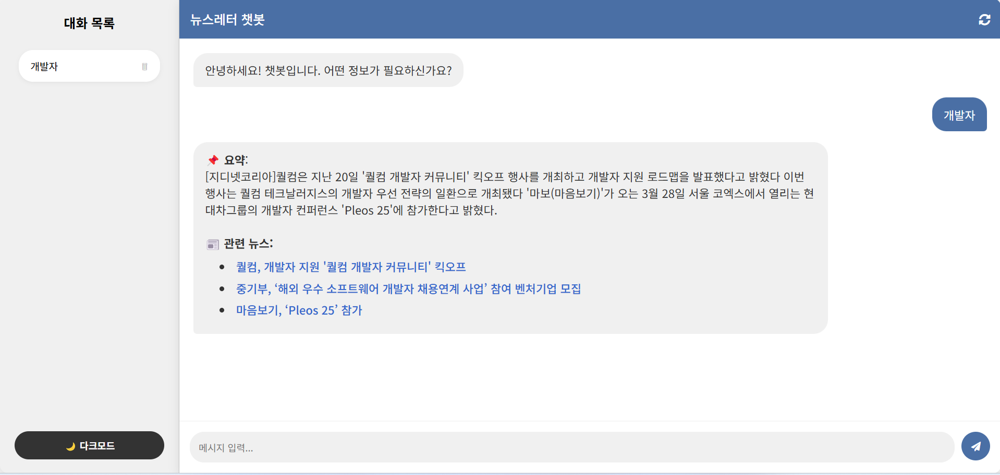 대화 목록
개발자
다크모드
뉴스레터 챗봇
안녕하세요! 챗봇입니다. 어떤 정보가 필요하신가요?
개발자
요약:
[지디넷코리아]퀄컴은 지난 20일 '퀄컴 개발자 커뮤니티' 킥오프 행사를 개최하고 개발자 지원 로드맵을 발표했다고 밝혔다 이번
행사는 퀄컴 테크날러지스의 개발자 우선 전략의 일환으로 개최됐다 '마보(마음보기)'가 오는 3월 28일 서울 코엑스에서 열리는 현
대차그룹의 개발자 컨퍼런스 'Pleos 25'에 참가한다고 밝혔다.
관련 뉴스:
퀄컴, 개발자 지원 '퀄컴 개발자 커뮤니티' 킥오프
중기부, ‘해외 우수 소프트웨어 개발자 채용연계 사업’ 참여 벤처기업 모집
마음보기, ‘Pleos 25’ 참가
메시지 입력...